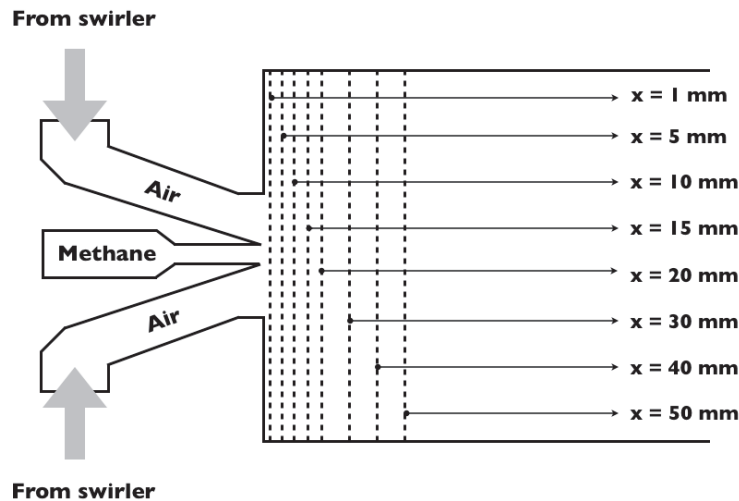 From swirler
Air
Methane
Air
From swirler
x = 1 mm
x = 5 mm
x = 10 mm
x = 15 mm
x = 20 mm
x = 30 mm
x = 40 mm
x = 50 mm